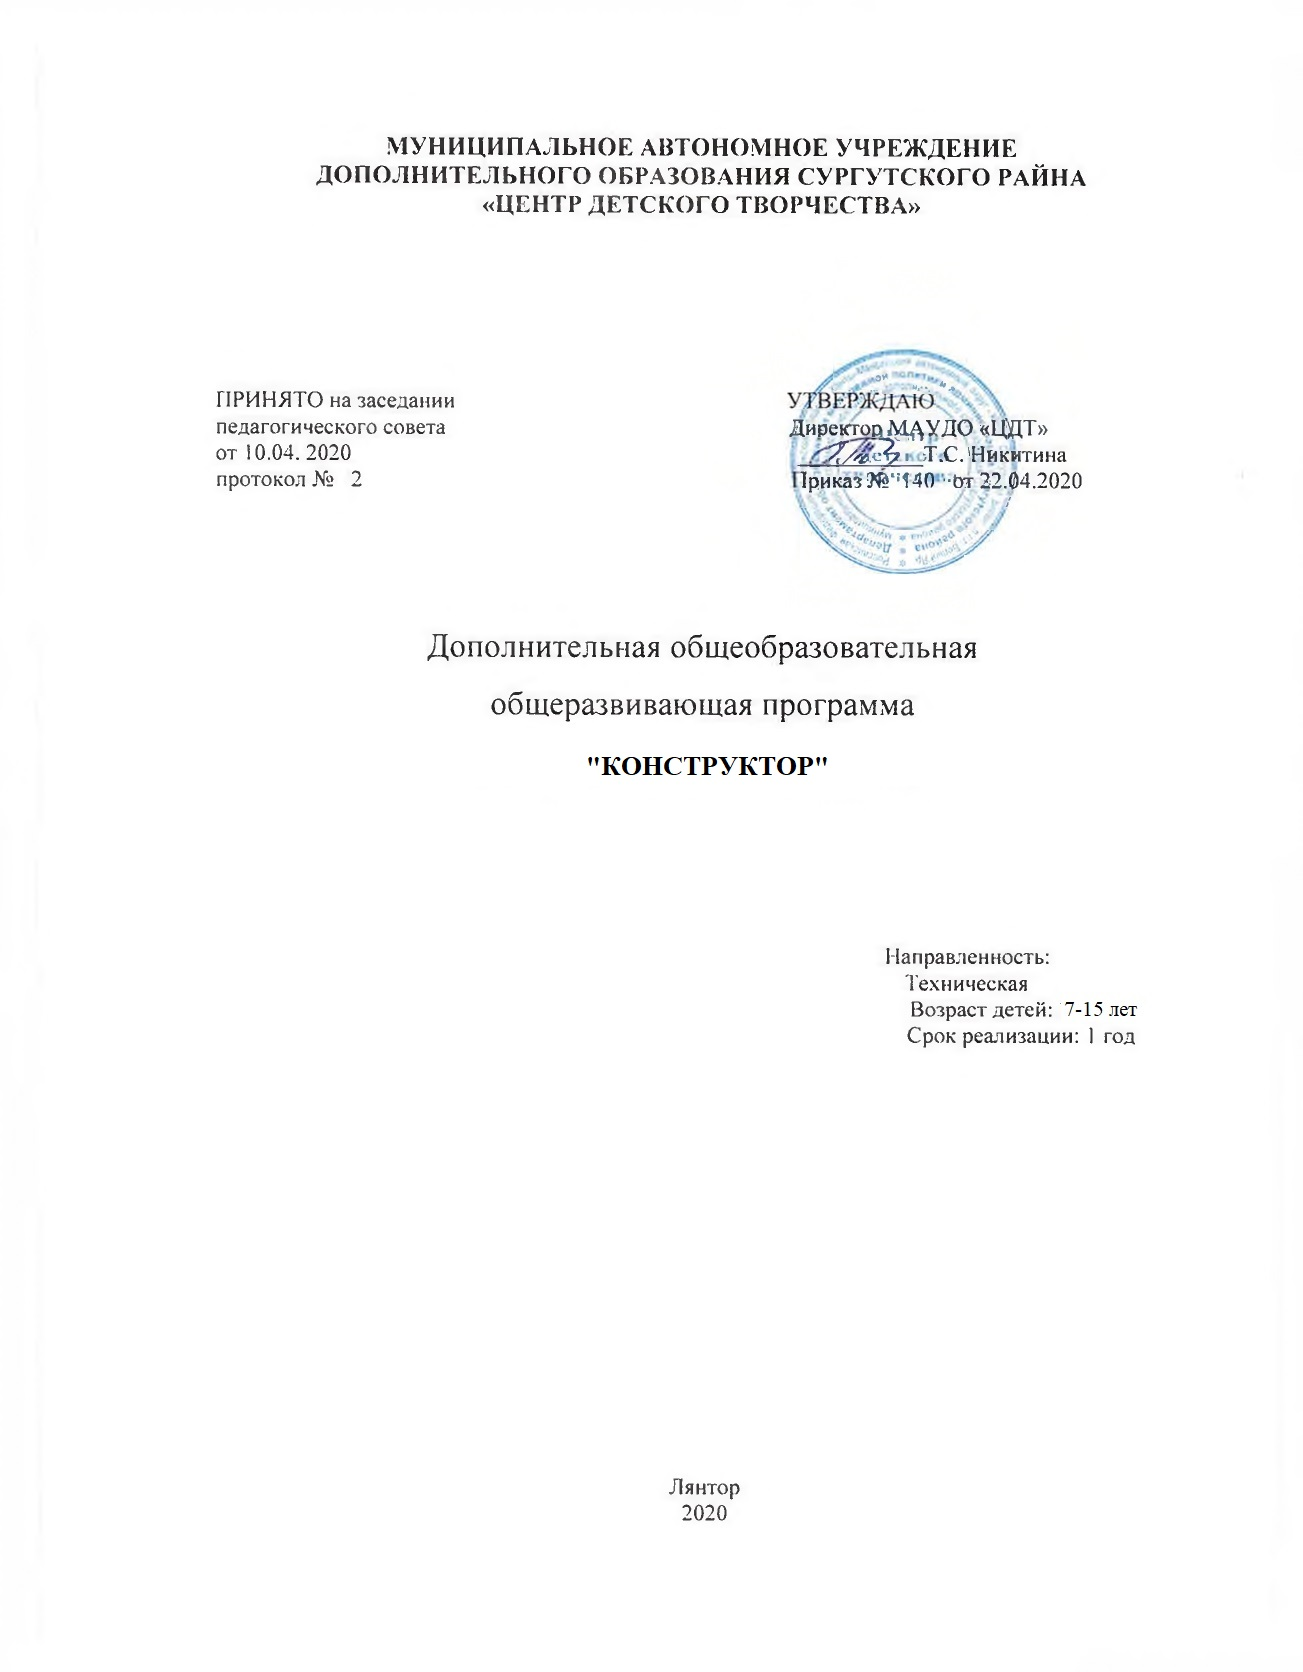 МУНИЦИПАЛЬНОЕ АВТОНОМНОЕ УЧРЕЖДЕНИЕ
ДОПОЛНИТЕЛЬНОГО ОБРАЗОВАНИЯ СУРГУТСКОГО РАЙНА
«ЦЕНТР ДЕТСКОГО ТВОРЧЕСТВА»
ПРИНЯТО на заседании
педагогического совета
от 10.04. 2020
протокол № 2
УТВЕРЖДАЮ
Директор МАУДО «ЦДТ»
Т.С. Никитина
Приказ № 140 от 22.04.2020
Дополнительная общеобразовательная
общеразвивающая программа
"КОНСТРУКТОР"
Направленность:
Техническая
Возраст детей: 7-15 лет
Срок реализации: 1 год
Лянтор
2020